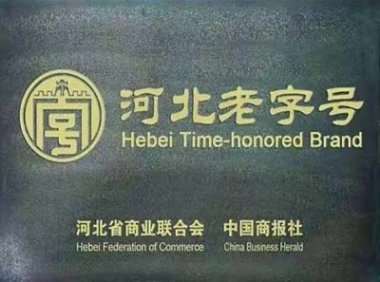 河北老字号
Hebei Time-honored Brand
河北省商业联合会 中国商报社
Hebei Federation of Commerce China Business Herald